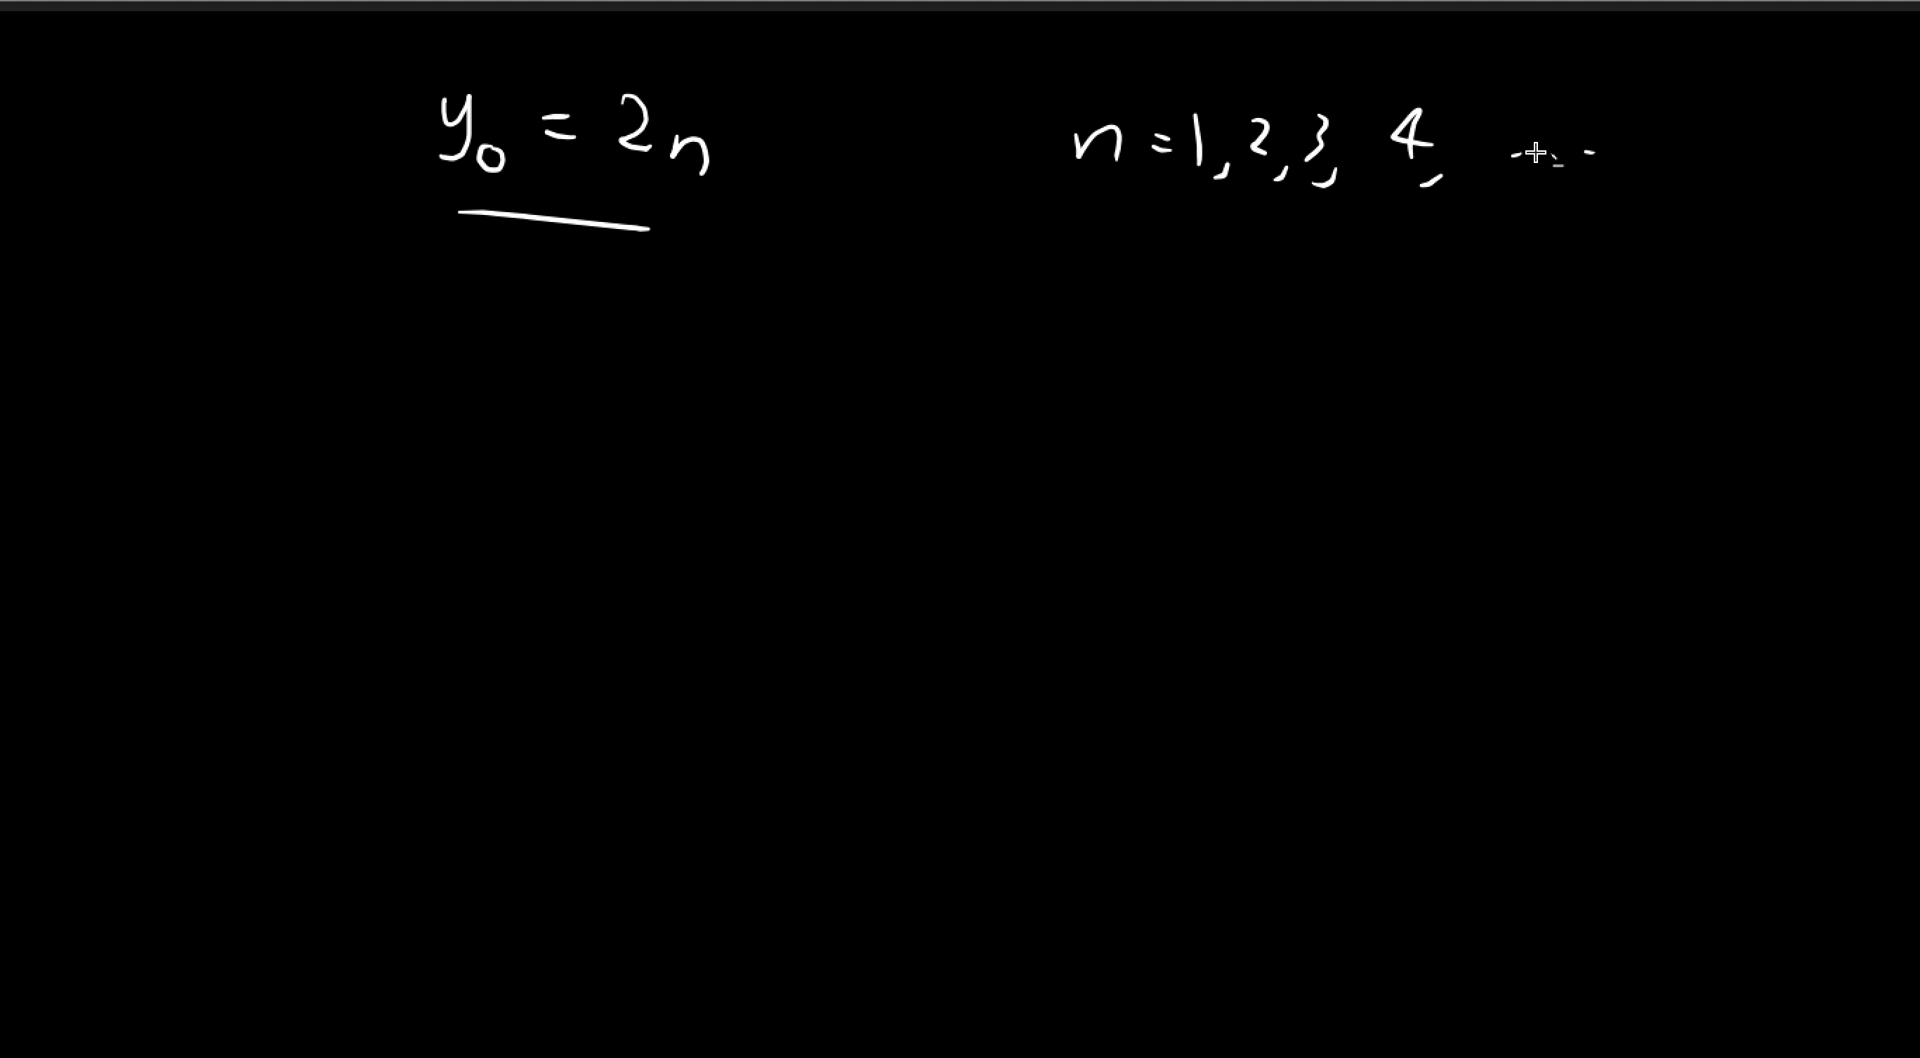 y₀ = 2n
n = 1, 2, 3, 4, ...